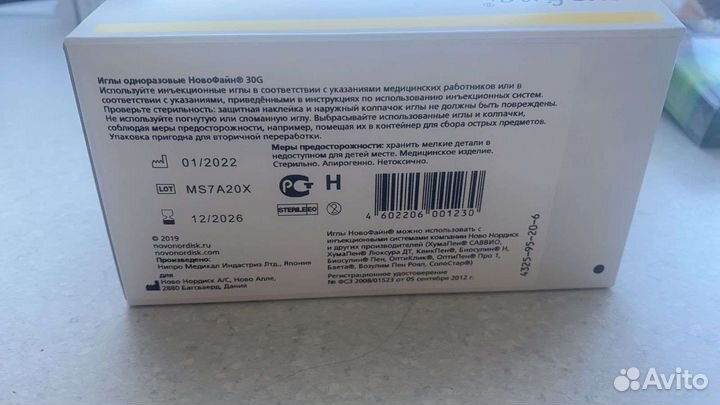 Иглы одноразовые НовоФайн® 30G
Используйте инъекционные иглы в соответствии с указаниями медицинских работников или в
соответствии с указаниями, приведёнными в инструкциях по использованию инъекционных систем.
Проверьте стерильность: защитная наклейка и наружный колпачок иглы не должны быть повреждены.
Не используйте погнутую или сломанную иглу. Выбрасывайте использованные иглы и колпачки,
соблюдая меры предосторожности, например, помещая их в контейнер для сбора острых предметов.
Упаковка пригодна для вторичной переработки.
Меры предосторожности: хранить мелкие детали в
недоступном для детей месте. Медицинское изделие.
Стерильно. Апирогенно. Нетоксично.
01/2022
LOT MS7A20X
12/2026
РСТ H
STERILE EO
4 602206 001230
© 2019
novonordisk.ru
novonordisk.com
Произведено:
Нипро Медикал Индастриз Лтд., Япония
для
Ново Нордиск А/С, Ново Алле,
2880 Багсваерд, Дания
Иглы НовоФайн® можно использовать с
инъекционными системами компании Ново Нордиск
и других производителей (ХумаПен® САВВИО,
ХумаПен® Люксура ДТ, КвикПен®, Биосулин® Н,
Биосулин® Пен, ОптиКлик®, ОптиПен® Про 1,
Баета®, Возулим Пен Роял, СолоСтар®)
Регистрационное удостоверение
№ ФСЗ 2008/01523 от 05 сентября 2012 г.
4325-95-20-6
Avito